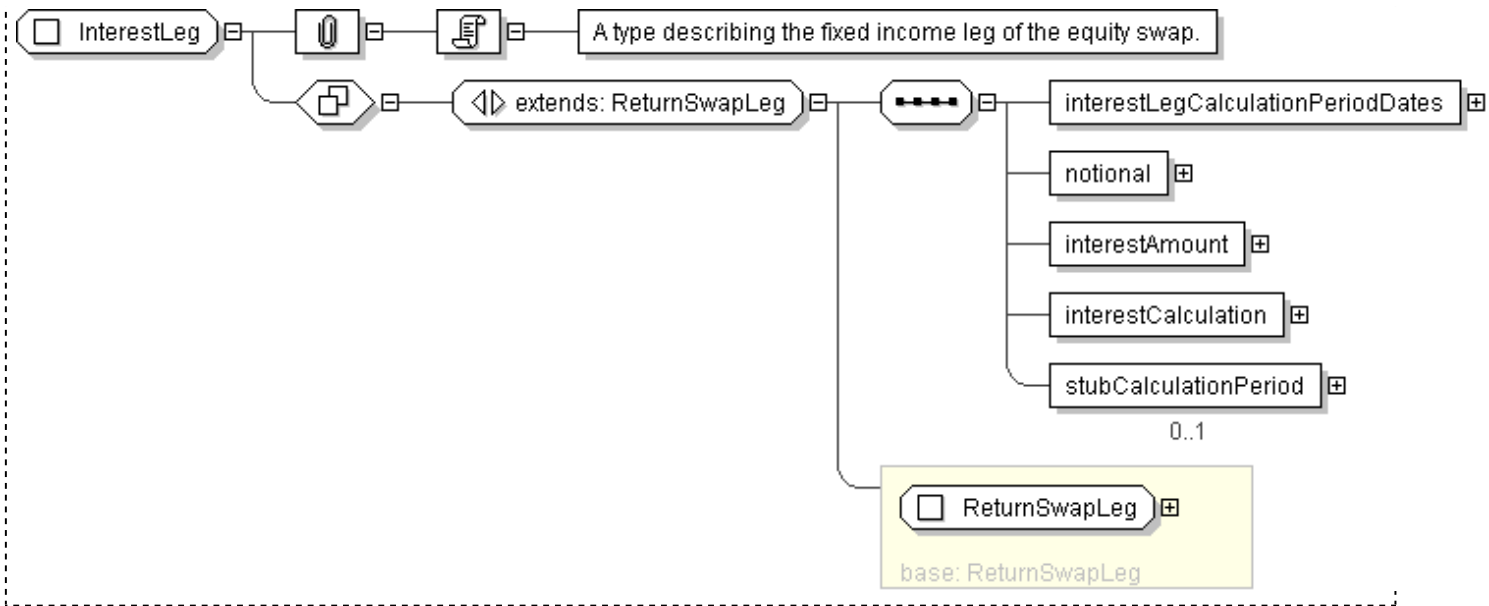 InterestLeg
A type describing the fixed income leg of the equity swap.
extends: ReturnSwapLeg
interestLegCalculationPeriodDates
notional
interestAmount
interestCalculation
stubCalculationPeriod
0..1
ReturnSwapLeg
base: ReturnSwapLeg